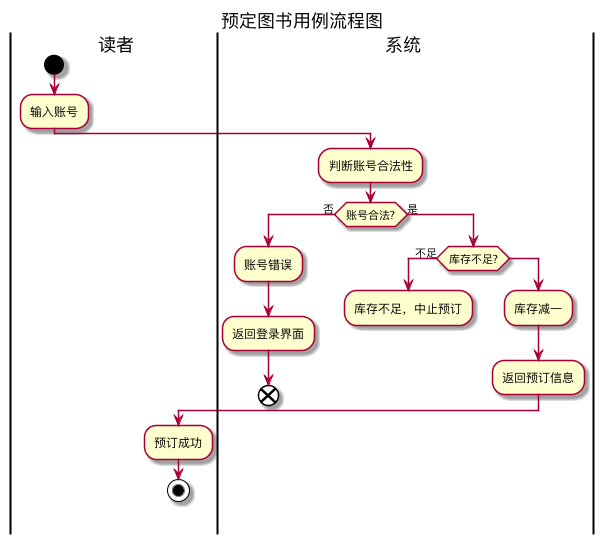 预定图书用例流程图
读者
系统
输入账号
判断账号合法性
否
账号合法?
是
账号错误
不足
库存不足?
返回登录界面
库存不足，中止预订
库存减一
返回预订信息
预订成功